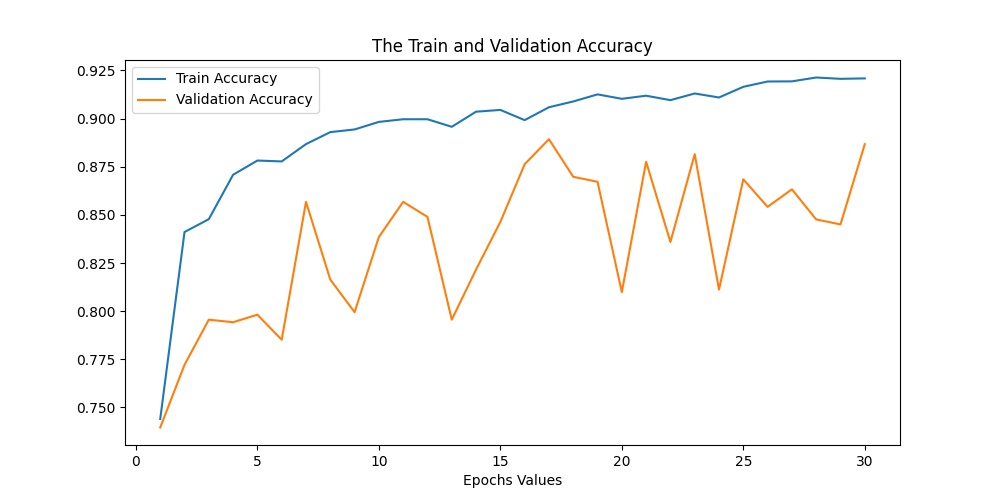 The Train and Validation Accuracy
Train Accuracy
Validation Accuracy
0.925
0.900
0.875
0.850
0.825
0.800
0.775
0.750
0 5 10 15 20 25 30
Epochs Values